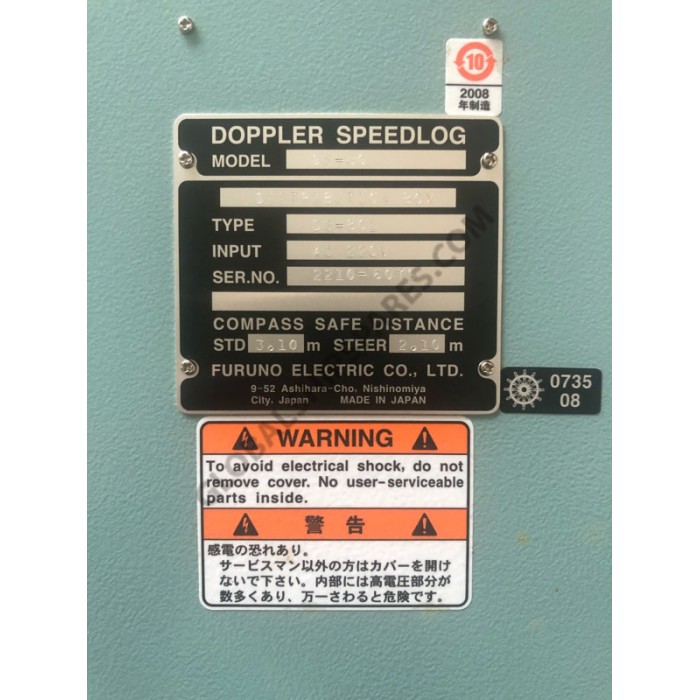 10
2008
年制造
DOPPLER SPEEDLOG
MODEL
TYPE
INPUT
SER.NO.
COMPASS SAFE DISTANCE
STD 3.10 m STEER 2.10 m
FURUNO ELECTRIC CO., LTD.
9-52 Ashihara-Cho, Nishinomiya
City, Japan MADE IN JAPAN
0735
08
WARNING
To avoid electrical shock, do not
remove cover. No user-serviceable
parts inside.
警告
感電の恐れあり。
サービスマン以外の方はカバーを開け
ないで下さい。内部には高電圧部分が
数多くあり、万一さわると危険です。